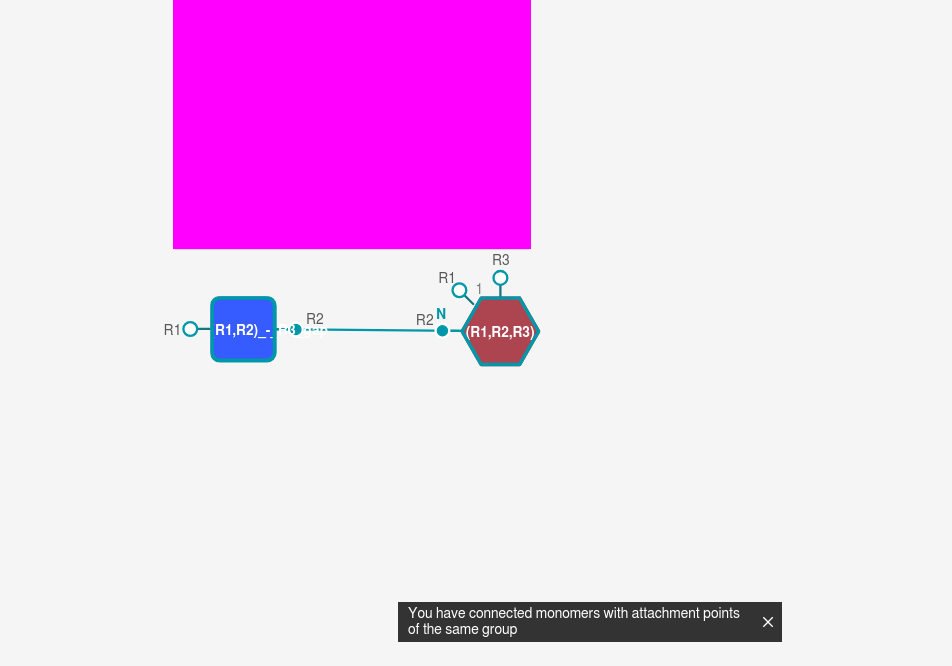 R3
R1
1
N
R2
R2
R1
R1,R2)_-_R3_gap
(R1,R2,R3)
You have connected monomers with attachment points
of the same group